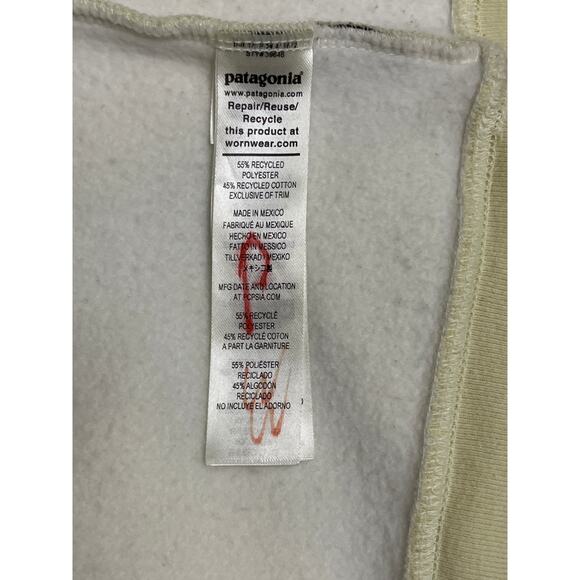 patagonia®
www.patagonia.com
Repair/Reuse/
Recycle
this product at
wornwear.com
55% RECYCLED
POLYESTER
45% RECYCLED COTTON
EXCLUSIVE OF TRIM
MADE IN MEXICO
FABRIQUÉ AU MEXIQUE
HECHO EN MEXICO
FATTO IN MESSICO
TILLVERKAD I MEXIKO
メキシコ製
MFG DATE AND LOCATION
AT PCPSIA.COM
55% RECYCLÉ
POLYESTER
45% RECYCLÉ COTON
A PART LA GARNITURE
55% POLIÉSTER
RECICLADO
45% ALGODÓN
RECICLADO
NO INCLUYE EL ADORNO